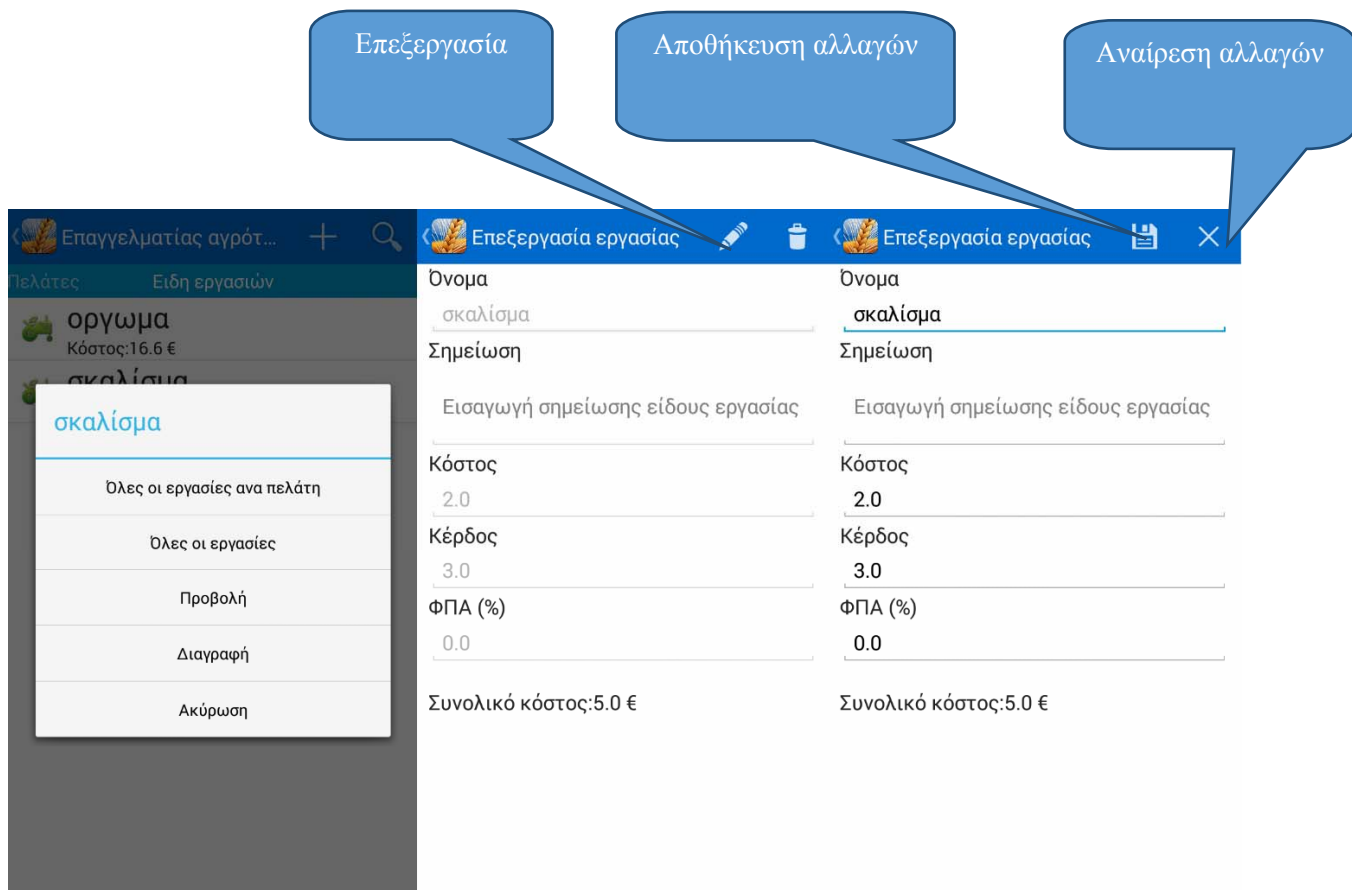 Επεξεργασία
Αποθήκευση αλλαγών
Αναίρεση αλλαγών
Επαγγελματίας αγρότ...
Πελάτες
Ειδη εργασιών
οργωμα
Κόστος:16.6 €
σκαλίσμα
σκαλίσμα
Όλες οι εργασίες ανα πελάτη
Όλες οι εργασίες
Προβολή
Διαγραφή
Ακύρωση
Επεξεργασία εργασίας
Όνομα
σκαλίσμα
Σημείωση
Εισαγωγή σημείωσης είδους εργασίας
Κόστος
2.0
Κέρδος
3.0
ΦΠΑ (%)
0.0
Συνολικό κόστος:5.0 €
Επεξεργασία εργασίας
Όνομα
σκαλίσμα
Σημείωση
Εισαγωγή σημείωσης είδους εργασίας
Κόστος
2.0
Κέρδος
3.0
ΦΠΑ (%)
0.0
Συνολικό κόστος:5.0 €